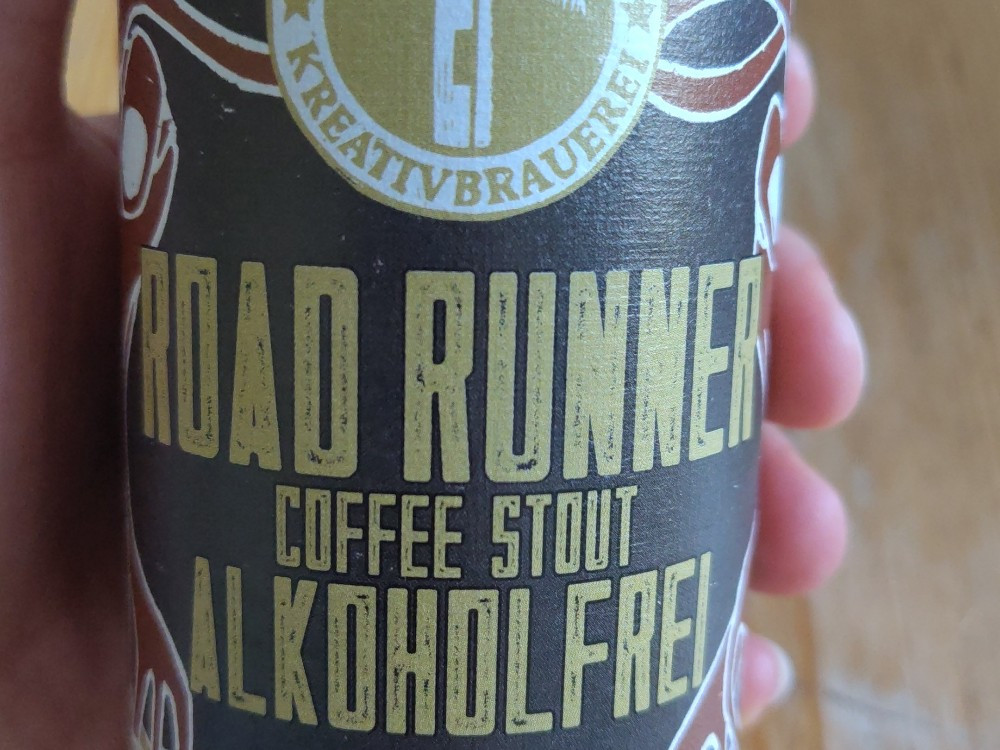 KREATIVBRAUEREI
ROAD RUNNER
COFFEE STOUT
ALKOHOLFREI